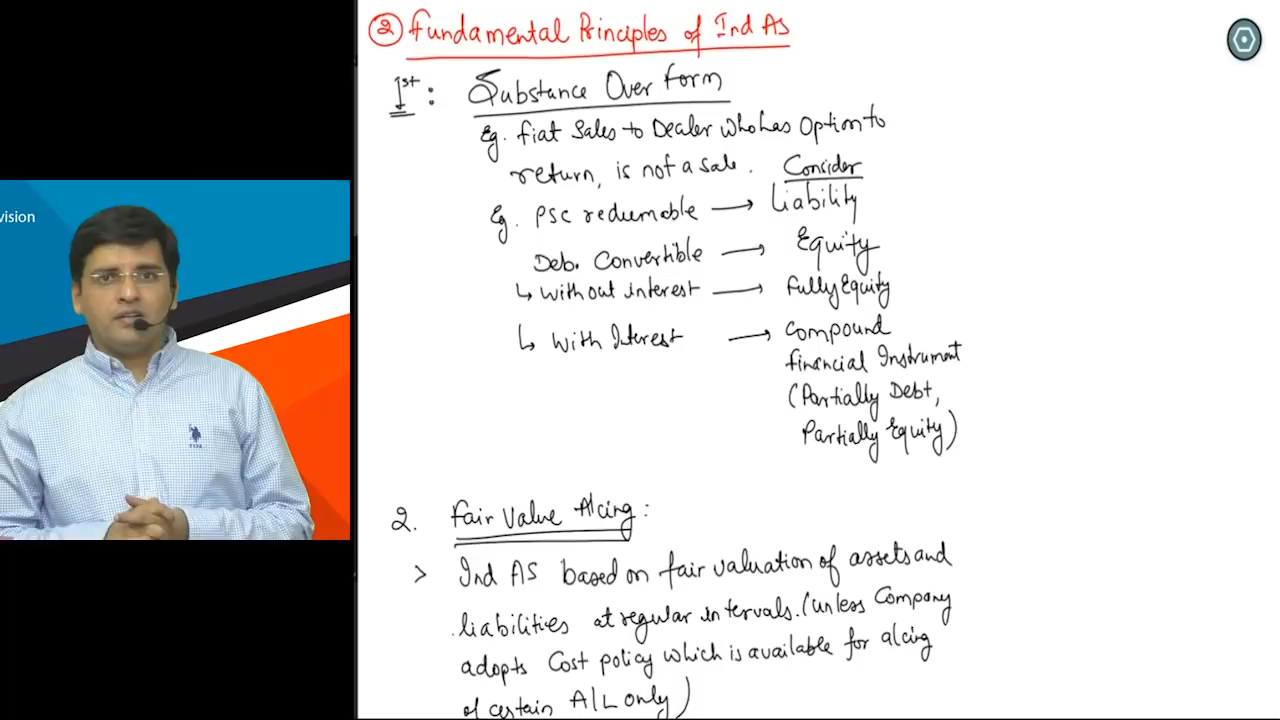 ② Fundamental Principles of Ind AS
1st : Substance Over Form
Eg. Fiat Sales to Dealer who has Option to
return, is not a sale. Consider
Eg. PSC redeemable → Liability
Deb. Convertible → Equity
↳ without interest → Fully Equity
↳ With Interest → Compound
financial Instrument
(Partially Debt,
Partially Equity)
2. Fair Value A/cing :
> Ind AS based on fair valuation of assets and
liabilities at regular intervals. (unless Company
adopts Cost policy which is available for a/cing
of certain A/L only)
vision